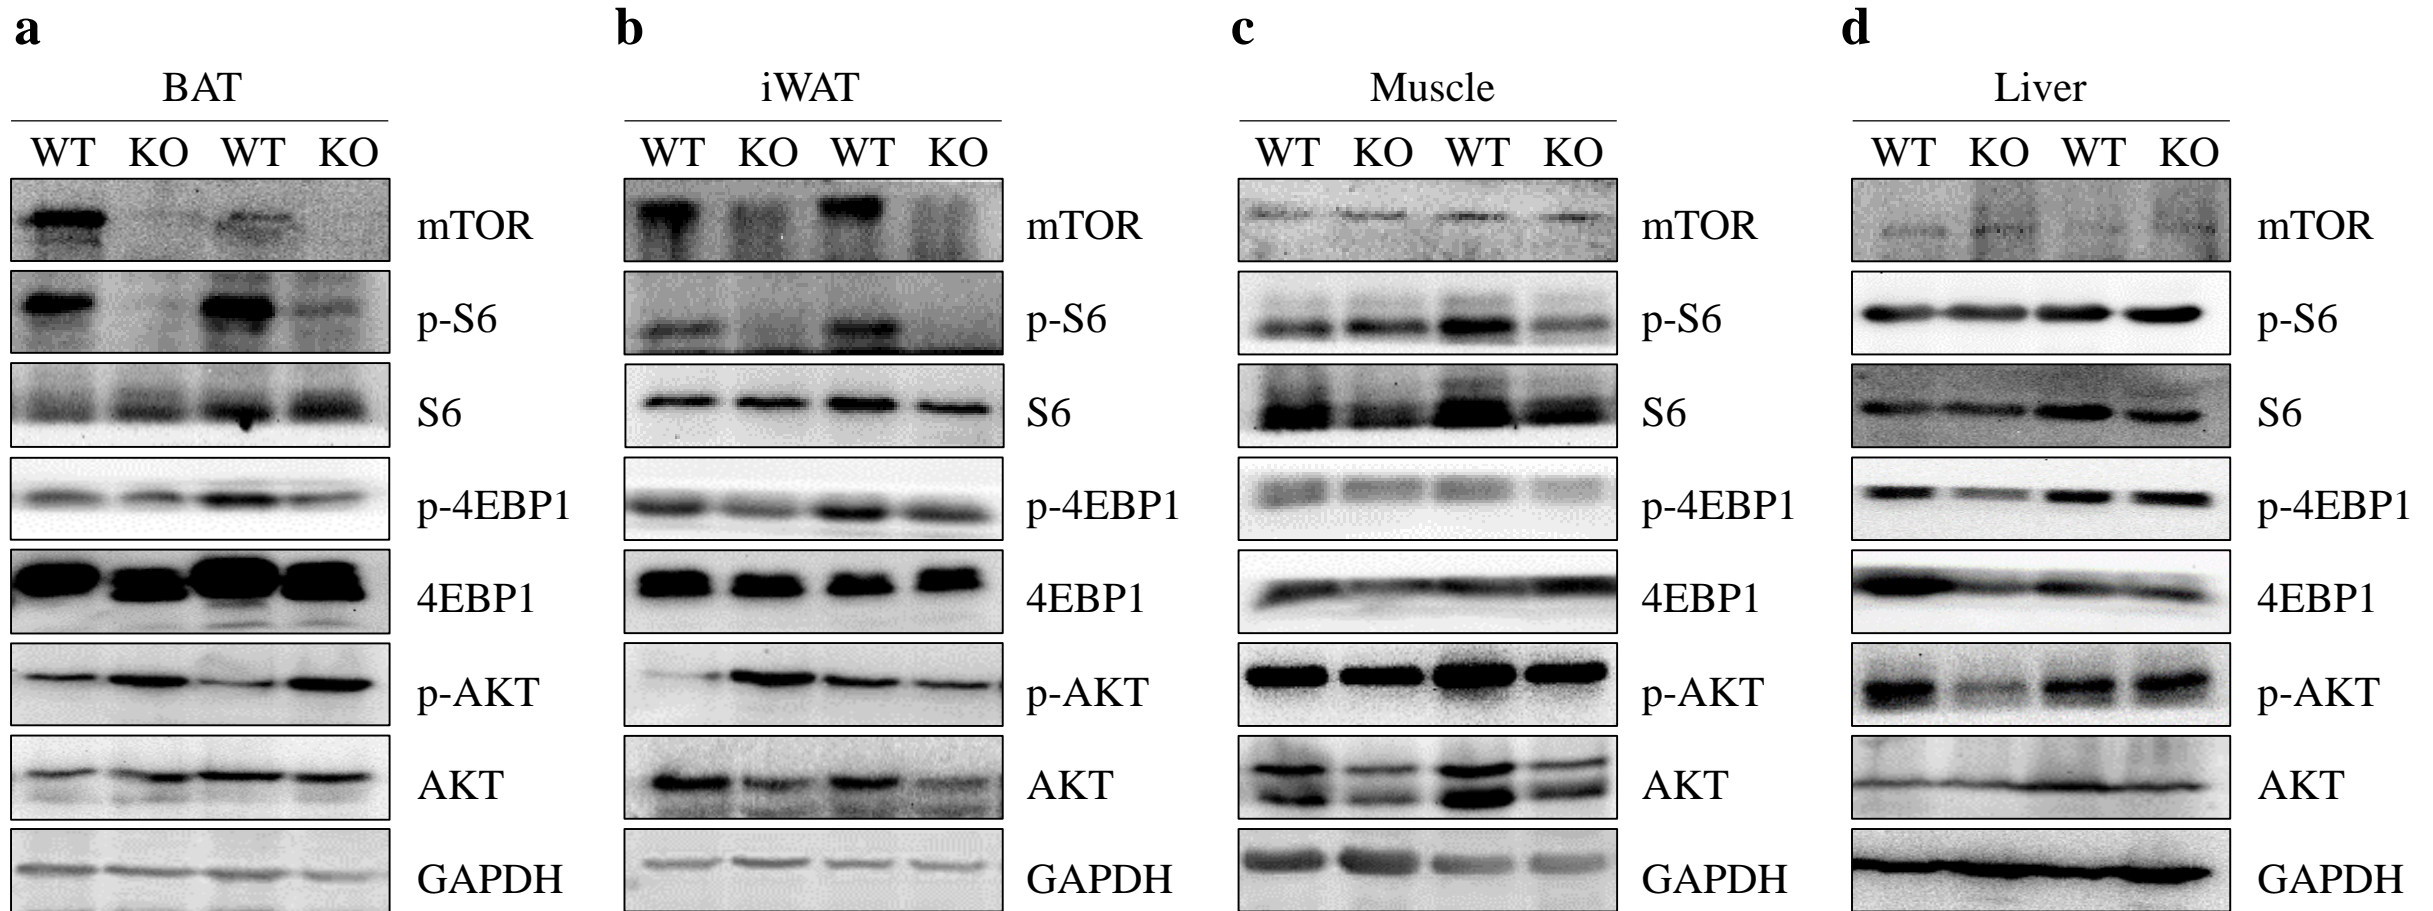 a b c d
BAT iWAT Muscle Liver
WT KO WT KO WT KO WT KO WT KO WT KO WT KO WT KO
mTOR mTOR mTOR mTOR
p-S6 p-S6 p-S6 p-S6
S6 S6 S6 S6
p-4EBP1 p-4EBP1 p-4EBP1 p-4EBP1
4EBP1 4EBP1 4EBP1 4EBP1
p-AKT p-AKT p-AKT p-AKT
AKT AKT AKT AKT
GAPDH GAPDH GAPDH GAPDH